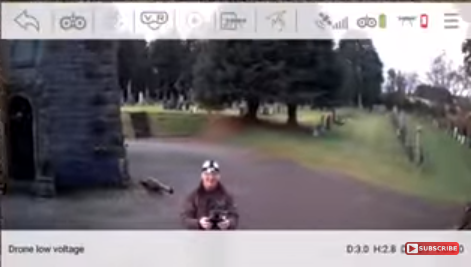 VR
Drone low voltage
D:3.0 H:2.8
SUBSCRIBE